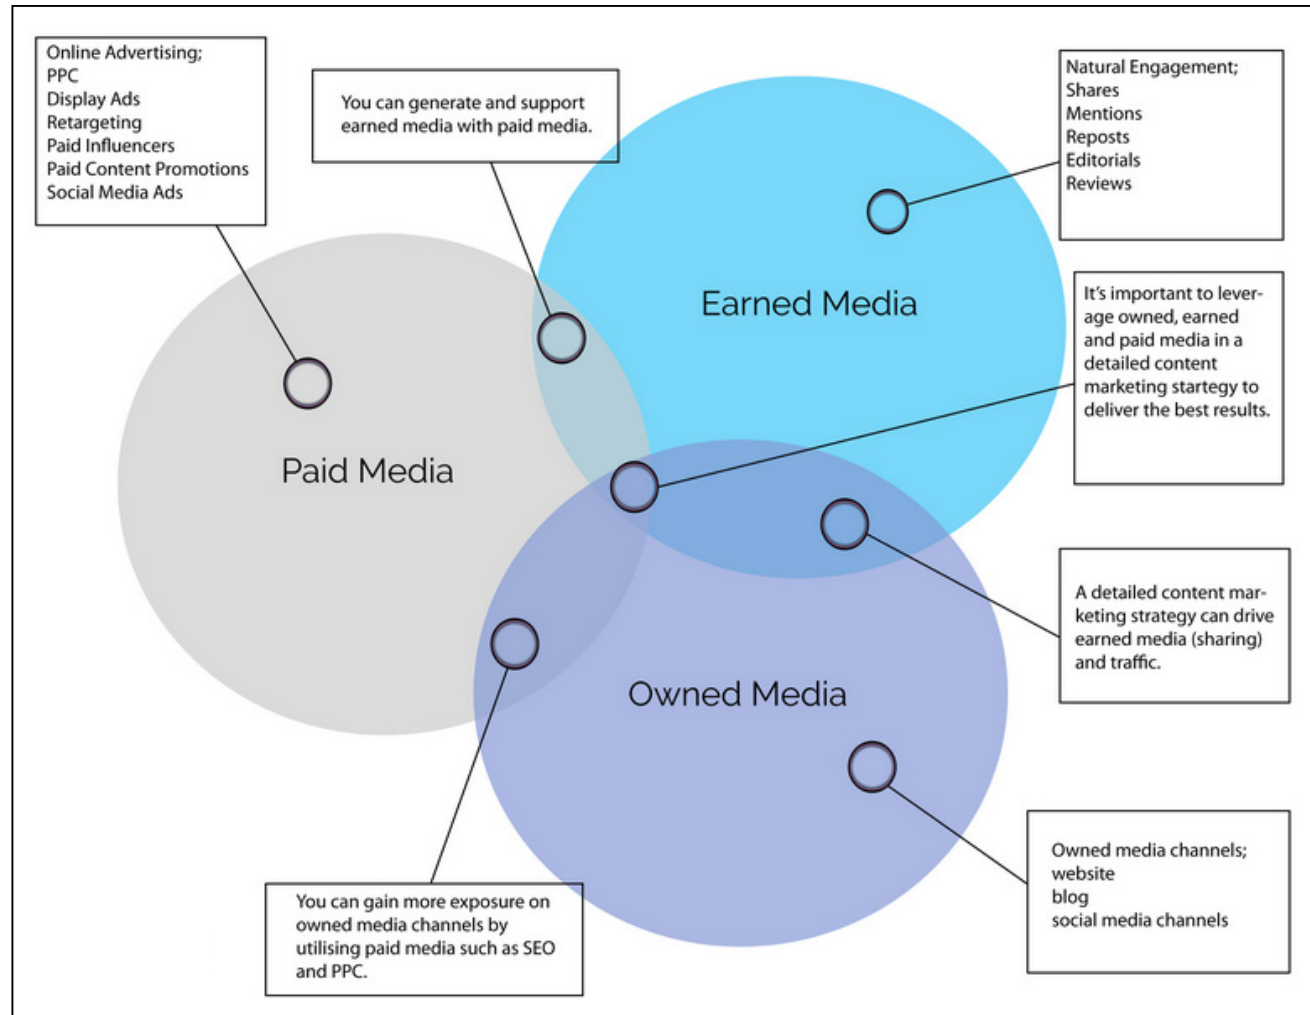 Online Advertising;
PPC
Display Ads
Retargeting
Paid Influencers
Paid Content Promotions
Social Media Ads
You can generate and support
earned media with paid media.
Natural Engagement;
Shares
Mentions
Reposts
Editorials
Reviews
Earned Media
It's important to lever-
age owned, earned
and paid media in a
detailed content
marketing startegy to
deliver the best results.
Paid Media
A detailed content mar-
keting strategy can drive
earned media (sharing)
and traffic.
Owned Media
Owned media channels;
website
blog
social media channels
You can gain more exposure on
owned media channels by
utilising paid media such as SEO
and PPC.